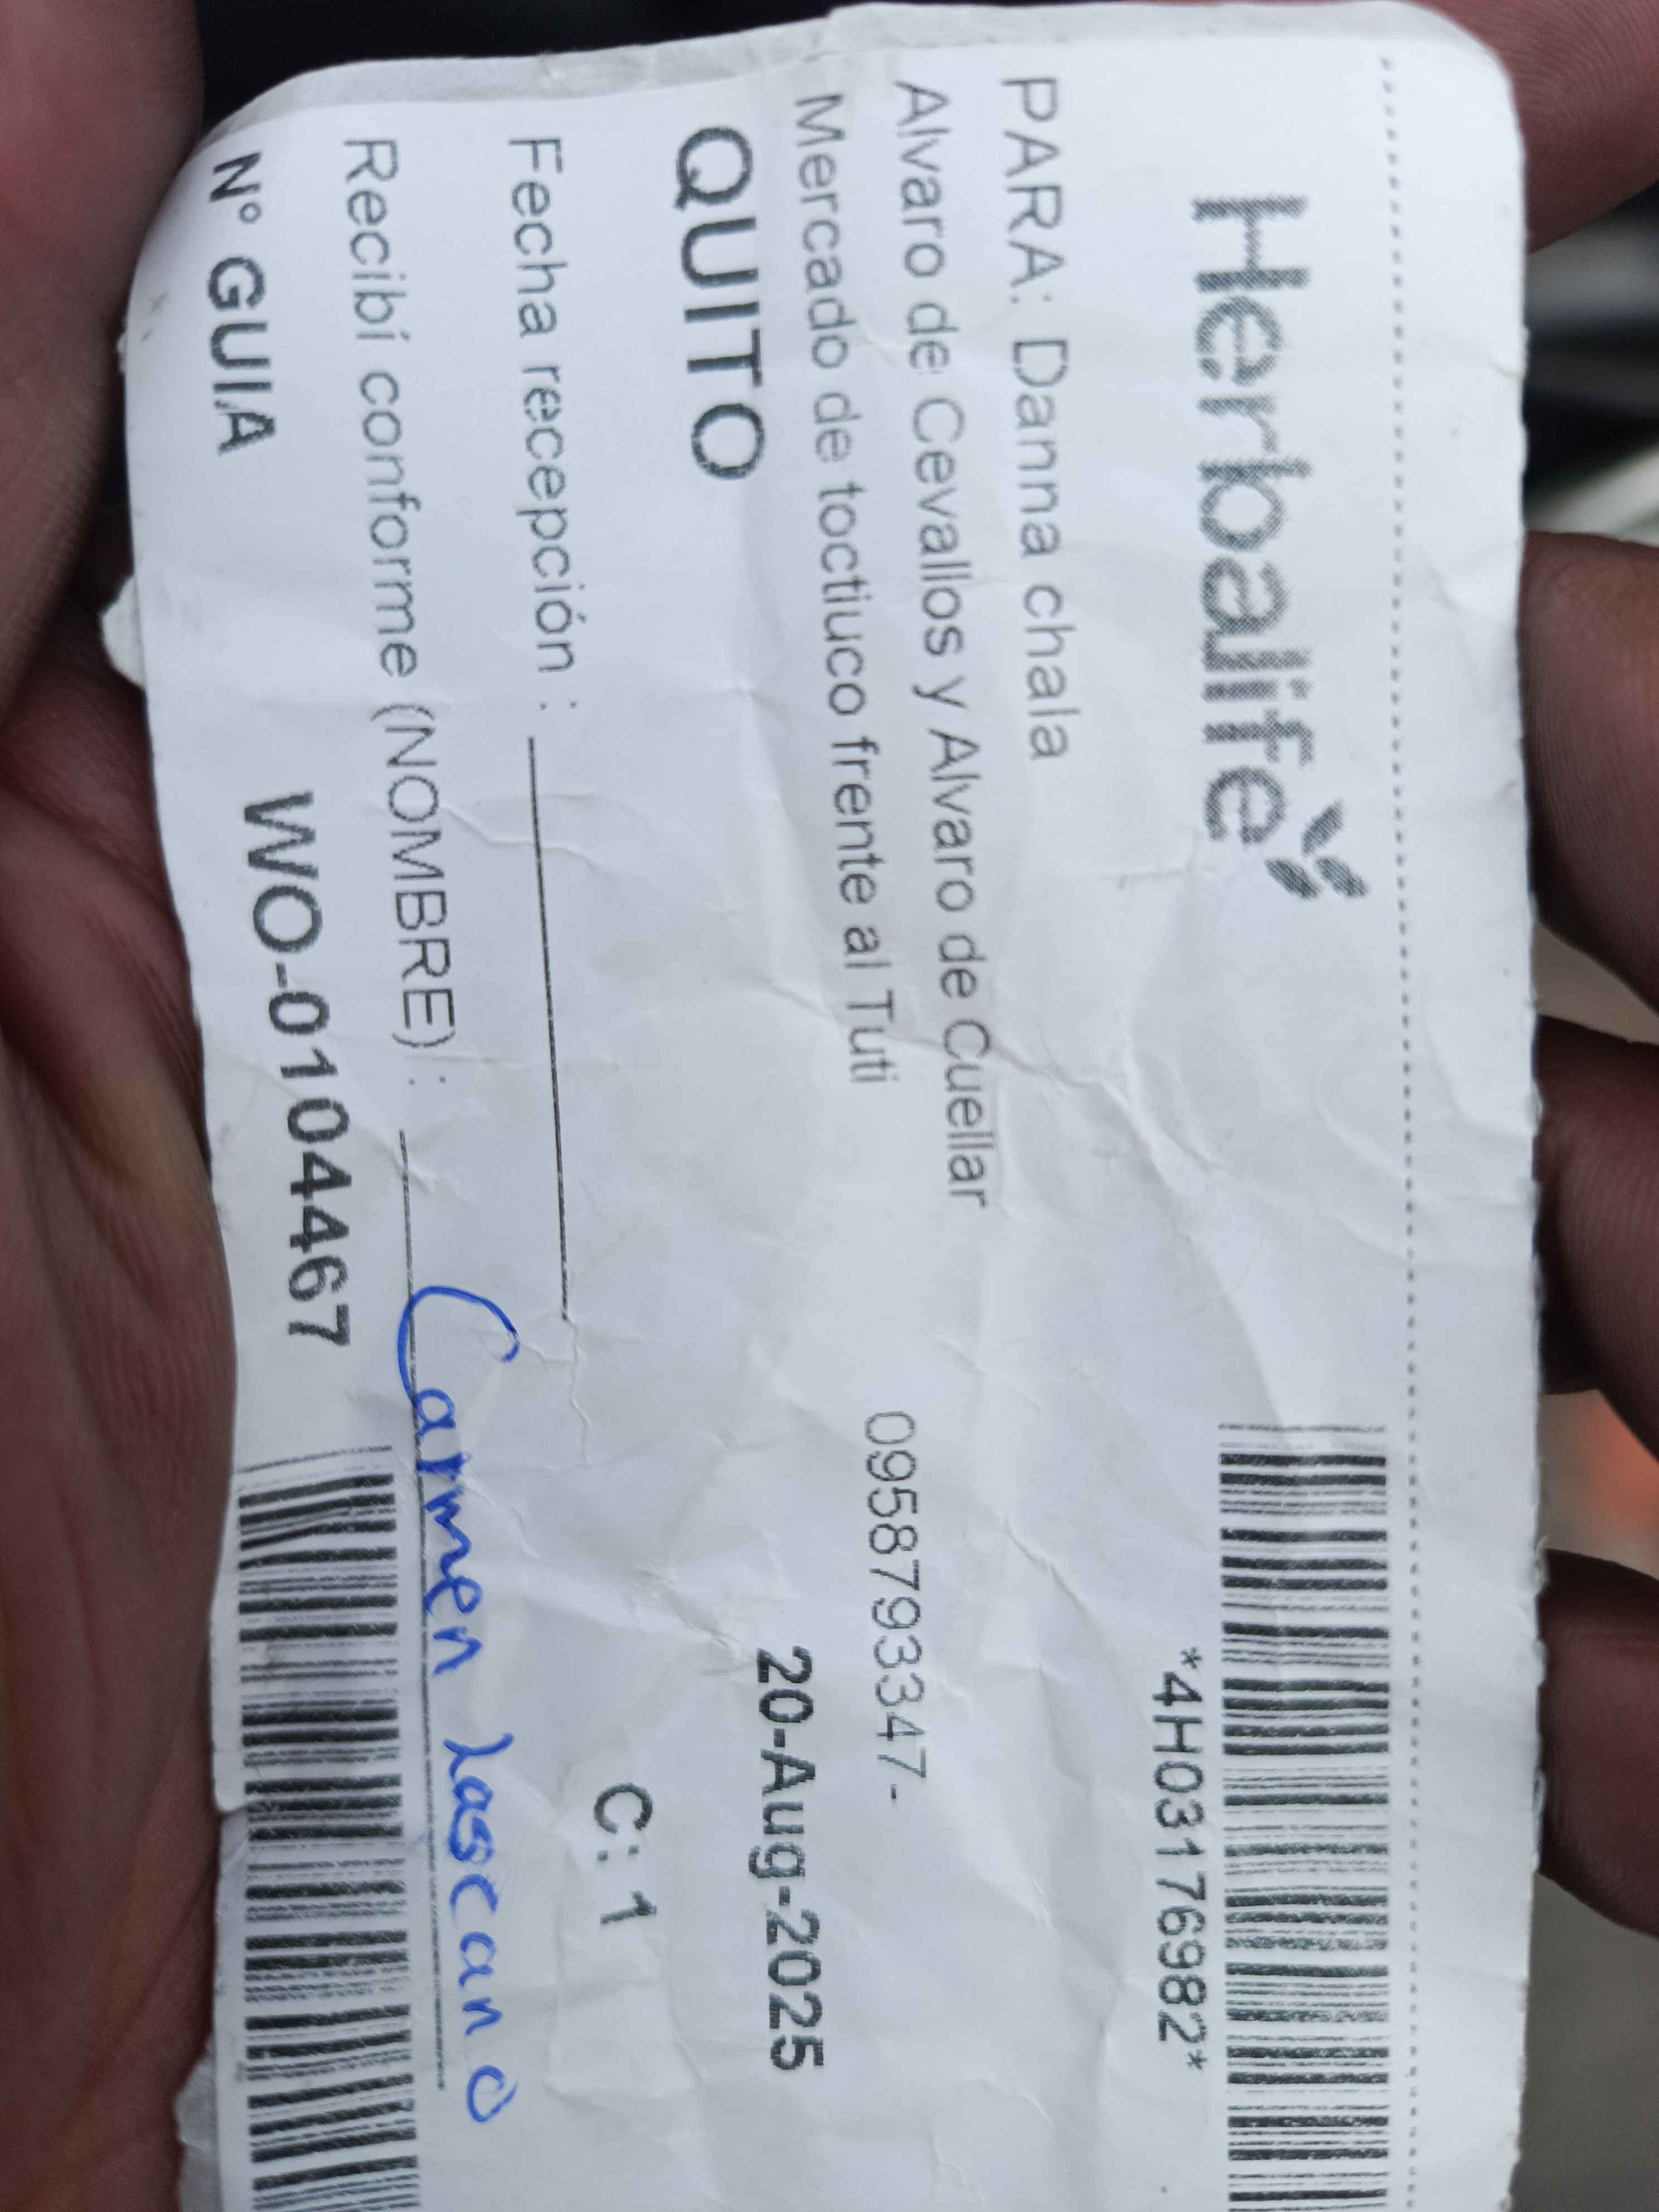 Herbalife
*4H03176982*
PARA: Danna chala
Alvaro de Cevallos y Alvaro de Cuellar
Mercado de toctiuco frente al Tuti
0958793347-
QUITO
20-Aug-2025
C: 1
Fecha recepción :
Recibí conforme (NOMBRE) : Carmen Lascano
N° GUIA WO-0104467